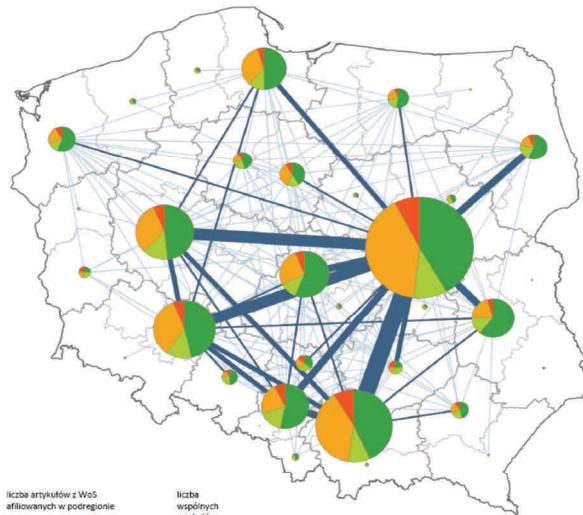 liczba artykułów z WoS
afiliowanych w podregionie
liczba
wspólnych